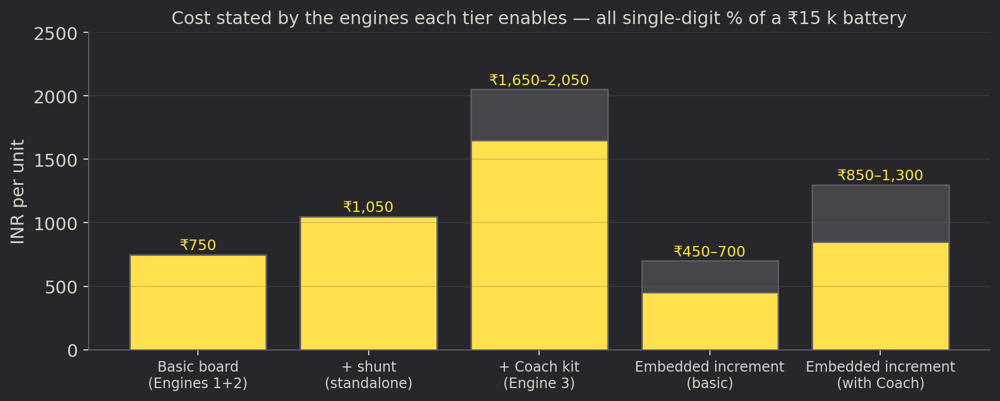 Cost stated by the engines each tier enables — all single-digit % of a ₹15 k battery
INR per unit
2500
2000
1500
1000
500
0
₹750
₹1,050
₹1,650–2,050
₹450–700
₹850–1,300
Basic board
(Engines 1+2)
+ shunt
(standalone)
+ Coach kit
(Engine 3)
Embedded increment
(basic)
Embedded increment
(with Coach)